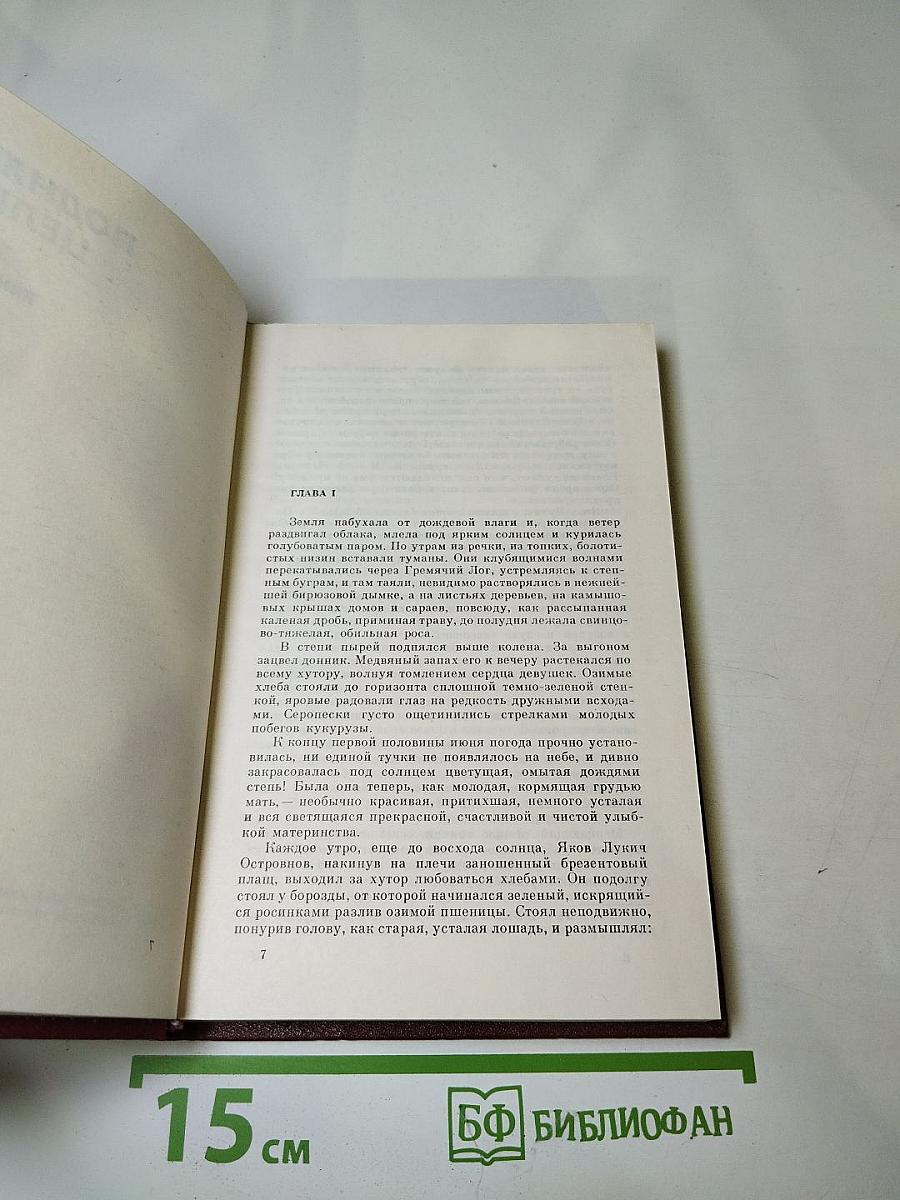 ГЛАВА I
Земля набухала от дождевой влаги и, когда ветер
раздвигал облака, млела под ярким солнцем и курилась
голубоватым паром. По утрам из речки, из топких, болоти-
стых низин вставали туманы. Они клубящимися волнами
перекатывались через Гремячий Лог, устремляясь к степ-
ным буграм, и там таяли, невидимо растворялись в нежней-
шей бирюзовой дымке, а на листьях деревьев, на камышо-
вых крышах домов и сараев, повсюду, как рассыпанная
каленая дробь, приминая траву, до полудня лежала свинцо-
во-тяжелая, обильная роса.
В степи пырей поднялся выше колена. За выгоном
зацвел донник. Медвяный запах его к вечеру растекался по
всему хутору, волнуя томлением сердца девушек. Озимые
хлеба стояли до горизонта сплошной темно-зеленой стен-
кой, яровые радовали глаз на редкость дружными всхода-
ми. Серопески густо ощетинились стрелками молодых
побегов кукурузы.
К концу первой половины июня погода прочно устано-
вилась, ни единой тучки не появлялось на небе, и дивно
закрасовалась под солнцем цветущая, омытая дождями
степь! Была она теперь, как молодая, кормящая грудью
мать, — необычно красивая, притихшая, немного усталая
и вся светящаяся прекрасной, счастливой и чистой улыб-
кой материнства.
Каждое утро, еще до восхода солнца, Яков Лукич
Островнов, накинув на плечи заношенный брезентовый
плащ, выходил за хутор любоваться хлебами. Он подолгу
стоял у борозды, от которой начинался зеленый, искрящий-
ся росинками разлив озимой пшеницы. Стоял неподвижно,
понурив голову, как старая, усталая лошадь, и размышлял:
7
15 см
БФ БИБЛИОФАН